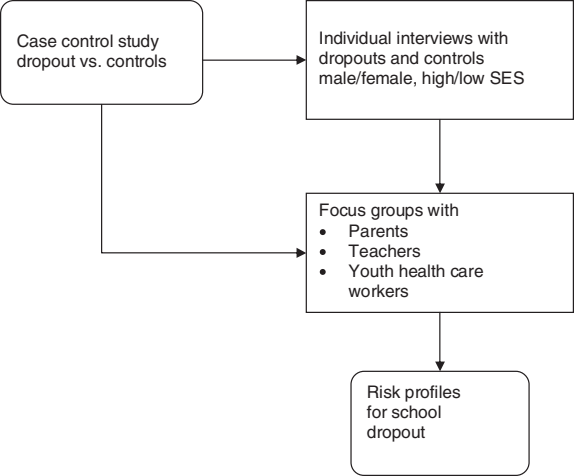 Case control study
dropout vs. controls
Individual interviews with
dropouts and controls
male/female, high/low SES
Focus groups with
• Parents
• Teachers
• Youth health care
workers
Risk profiles
for school
dropout